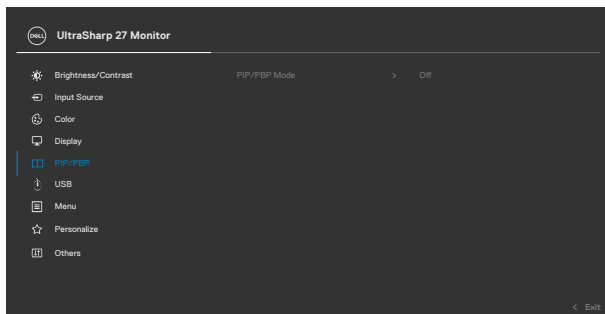 DELL UltraSharp 27 Monitor
Brightness/Contrast PIP/PBP Mode > Off
Input Source
Color
Display
PIP/PBP
USB
Menu
Personalize
Others
< Exit